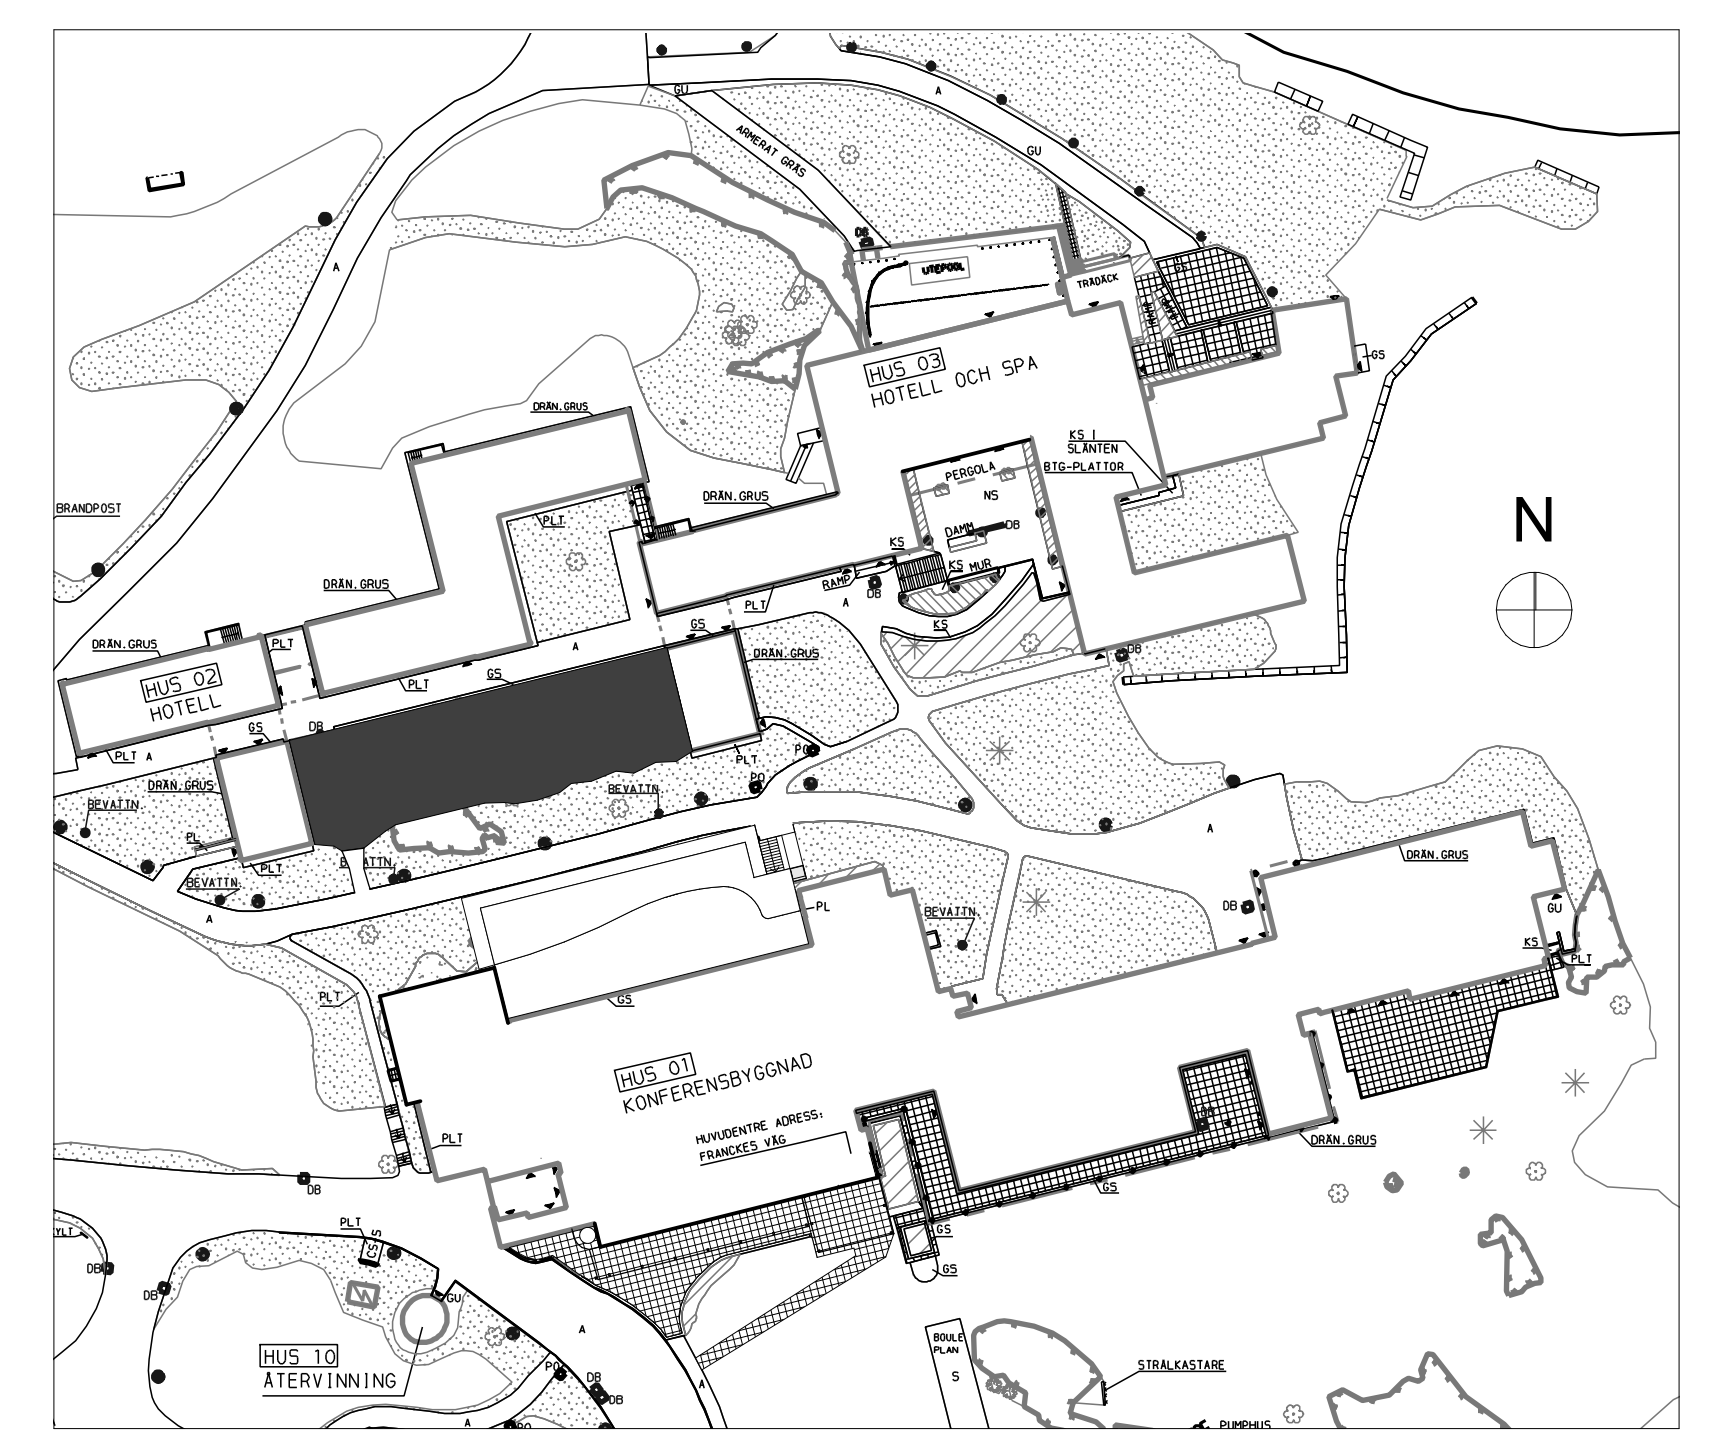 GU
A
ARMERAT GRÄS
GU
A
DB
UTEPOOL
GS
TRÄDÄCK
RAMP
RAMP
HUS 03
HOTELL OCH SPA
GS
DRÄN.GRUS
KS I
SLÄNTEN
BTG-PLATTOR
PERGOLA
NS
DRÄN.GRUS
BRANDPOST
PLT
DAMM
DB
N
KS
KS MUR
RAMP
DB
DRÄN.GRUS
PLT
A
KS
GS
DRÄN.GRUS
PLT
A
DRÄN.GRUS
DB
HUS 02
HOTELL
PLT
GS
GS
DB
PLT
A
PLT
PO
DRÄN.GRUS
PO
BEVATTN.
BEVATTN.
A
PL
DRÄN.GRUS
PLT
BEVATTN.
A
PL
BEVATTN.
DB
GU
KS
PLT
PLT
GS
HUS 01
KONFERENSBYGGNAD
HUVUDENTRE ADRESS:
FRANCKES VÄG
PLT
DRÄN.GRUS
DB
GS
PLT
GS
CS
DB
GS
DB
GU
A
BOULE
PLAN
S
HUS 10
ÅTERVINNING
STRÅLKASTARE
PO
DB
DB
A
A
PO
PUMPHUS